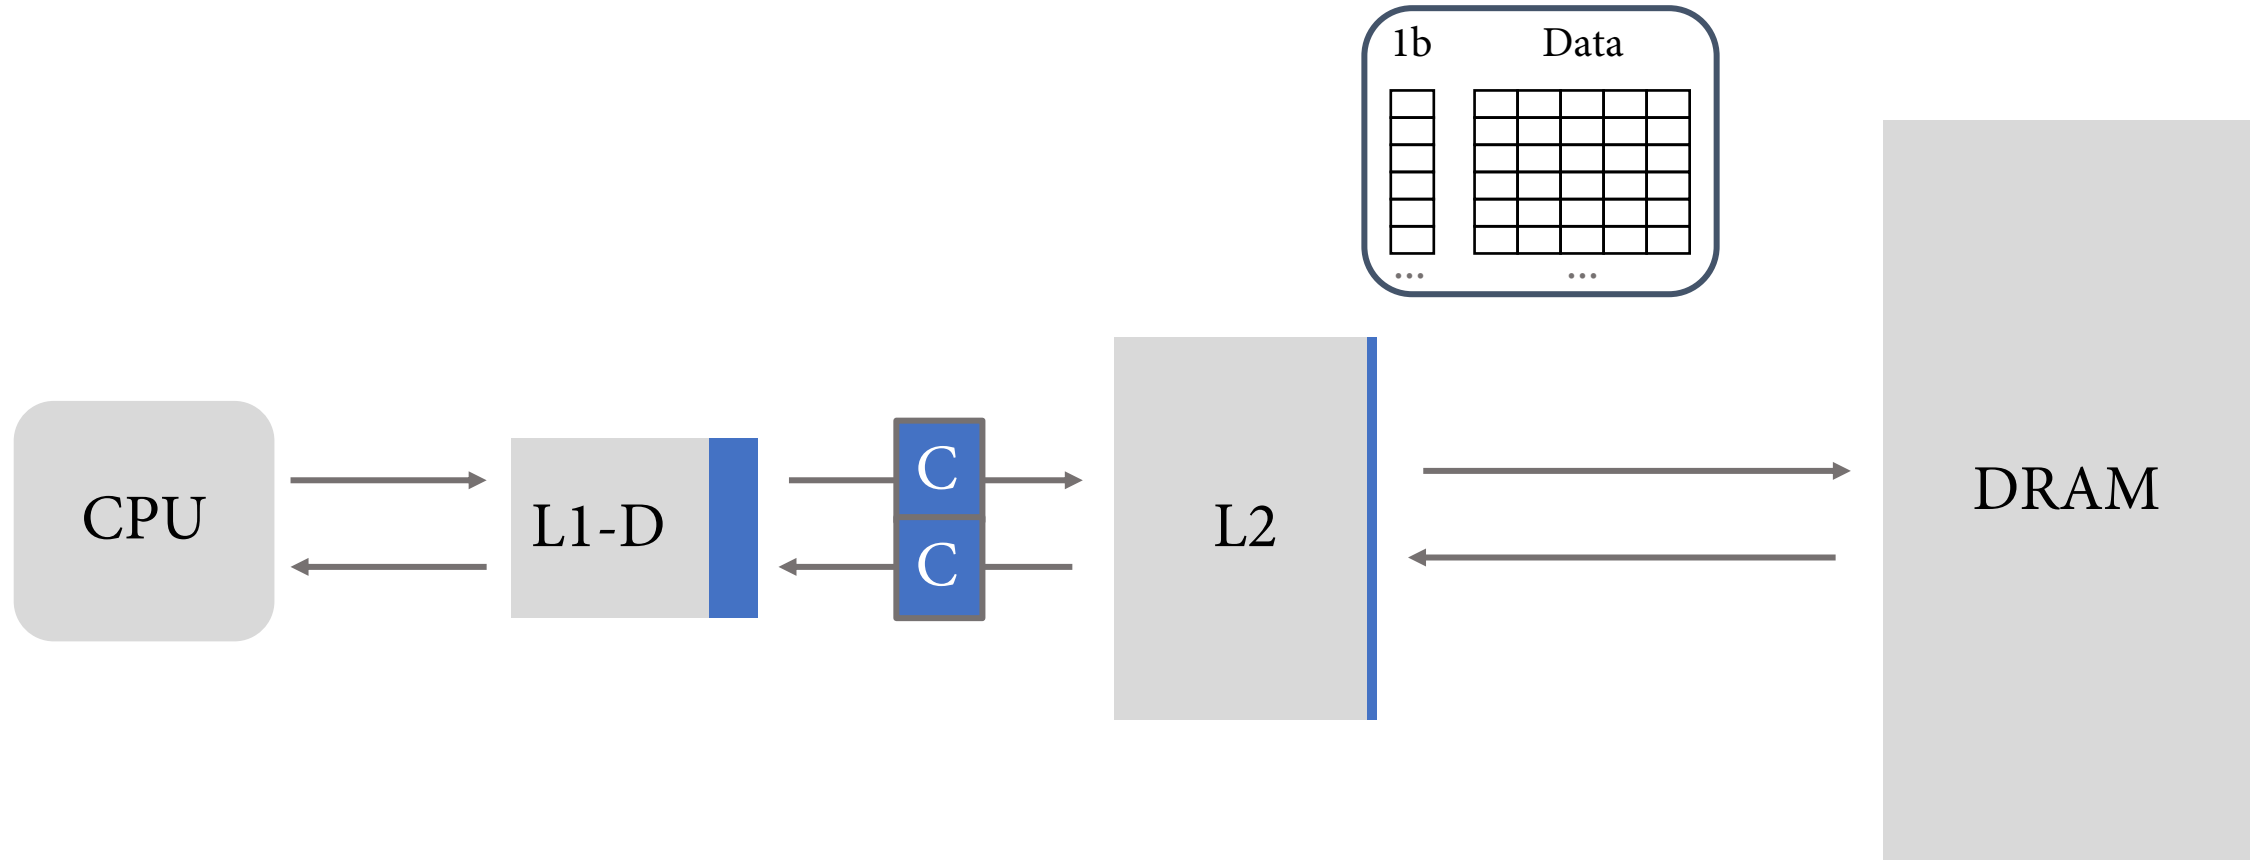 1b Data
... ...
C
CPU L1-D L2 DRAM
C